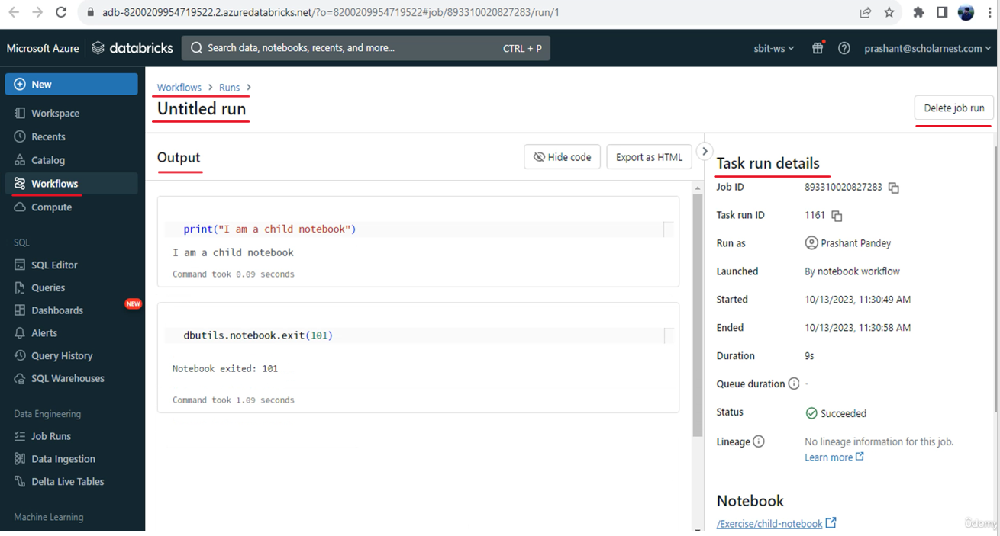 adb-8200209954719522.2.azuredatabricks.net/?o=8200209954719522#job/893310020827283/run/1
Microsoft Azure databricks Search data, notebooks, recents, and more... CTRL + P sbit-ws prashant@scholarnest.com
New
Workspace
Recents
Catalog
Workflows
Compute
SQL
SQL Editor
Queries
NEW
Dashboards
Alerts
Query History
SQL Warehouses
Data Engineering
Job Runs
Data Ingestion
Delta Live Tables
Machine Learning
Workflows > Runs >
Untitled run
Delete job run
Output
Hide code
Export as HTML
print("I am a child notebook")
I am a child notebook
Command took 0.09 seconds
dbutils.notebook.exit(101)
Notebook exited: 101
Command took 1.09 seconds
Task run details
Job ID 893310020827283
Task run ID 1161
Run as Prashant Pandey
Launched By notebook workflow
Started 10/13/2023, 11:30:49 AM
Ended 10/13/2023, 11:30:58 AM
Duration 9s
Queue duration -
Status Succeeded
Lineage No lineage information for this job.
Learn more
Notebook
/Exercise/child-notebook
ûdemy